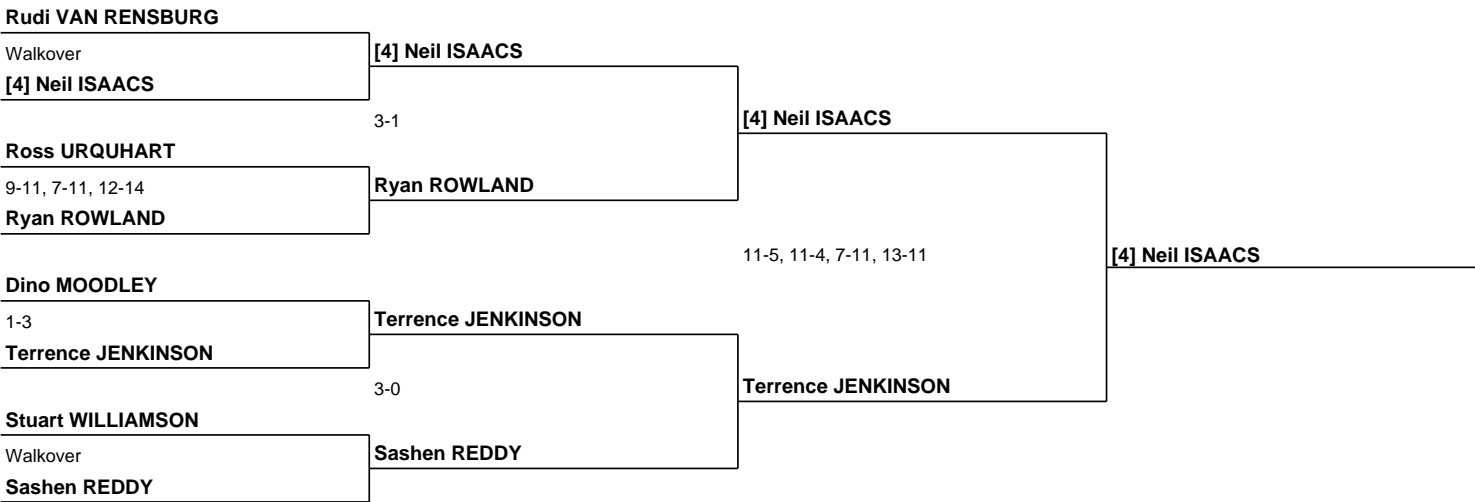 Rudi VAN RENSBURG
Walkover
[4] Neil ISAACS
[4] Neil ISAACS
3-1
[4] Neil ISAACS
Ross URQUHART
9-11, 7-11, 12-14
Ryan ROWLAND
Ryan ROWLAND
11-5, 11-4, 7-11, 13-11
[4] Neil ISAACS
Dino MOODLEY
1-3
Terrence JENKINSON
Terrence JENKINSON
3-0
Terrence JENKINSON
Stuart WILLIAMSON
Walkover
Sashen REDDY
Sashen REDDY